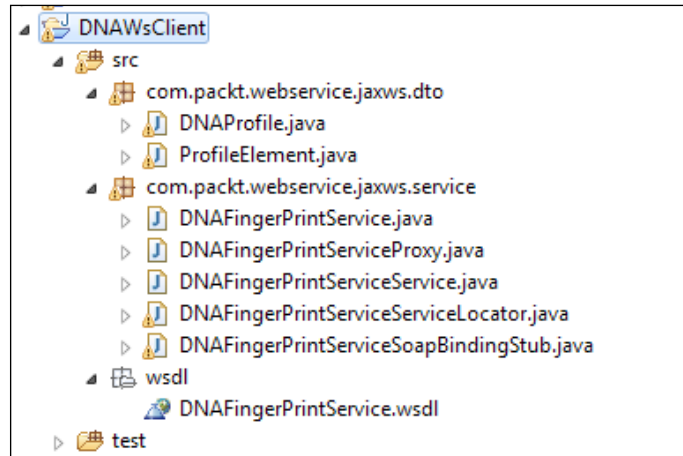 DNAWsClient
src
com.packt.webservice.jaxws.dto
DNAProfile.java
ProfileElement.java
com.packt.webservice.jaxws.service
DNAFingerPrintService.java
DNAFingerPrintServiceProxy.java
DNAFingerPrintServiceService.java
DNAFingerPrintServiceServiceLocator.java
DNAFingerPrintServiceSoapBindingStub.java
wsdl
DNAFingerPrintService.wsdl
test